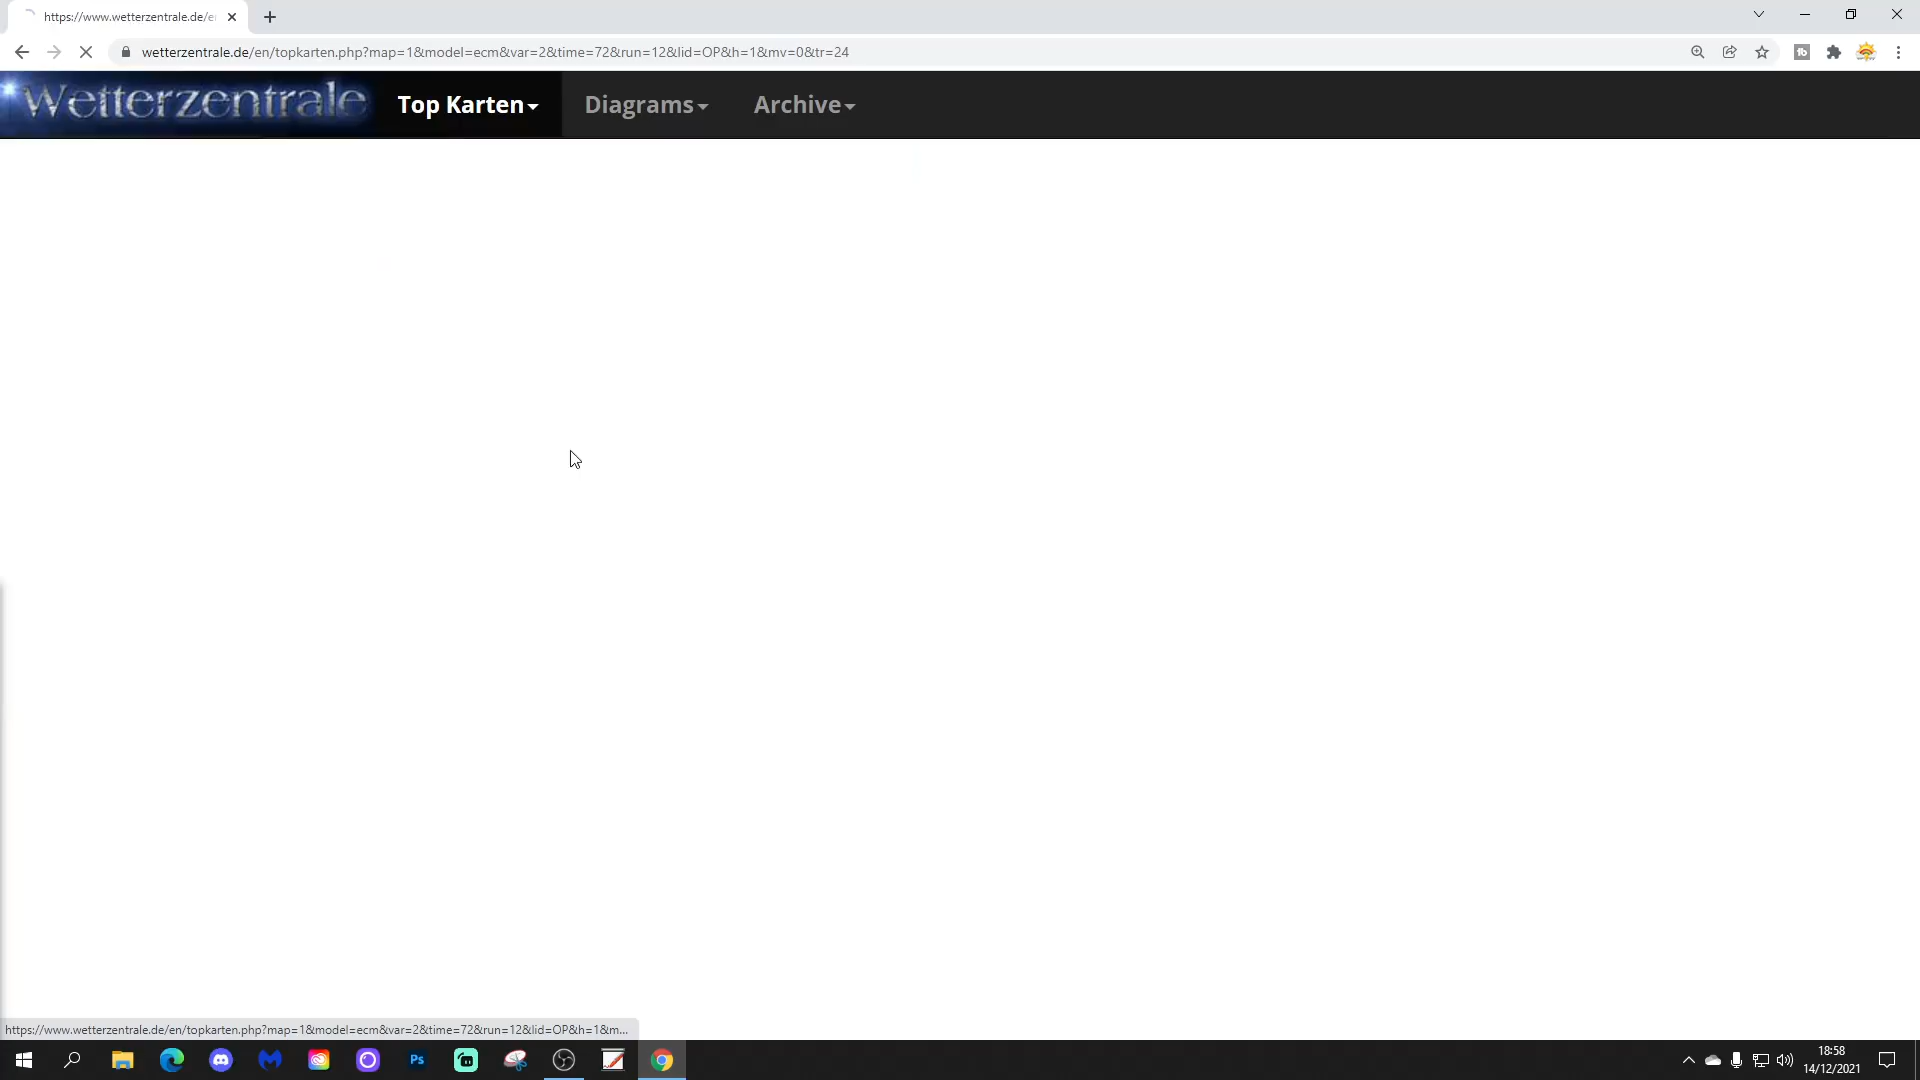 https://www.wetterzentrale.de/e
wetterzentrale.de/en/topkarten.php?map=1&model=ecm&var=2&time=72&run=12&lid=OP&h=1&mv=0&tr=24
Wetterzentrale Top Karten Diagrams Archive
https://www.wetterzentrale.de/en/topkarten.php?map=1&model=ecm&var=2&time=72&run=12&lid=OP&h=1&m...
Ps
18:58
14/12/2021